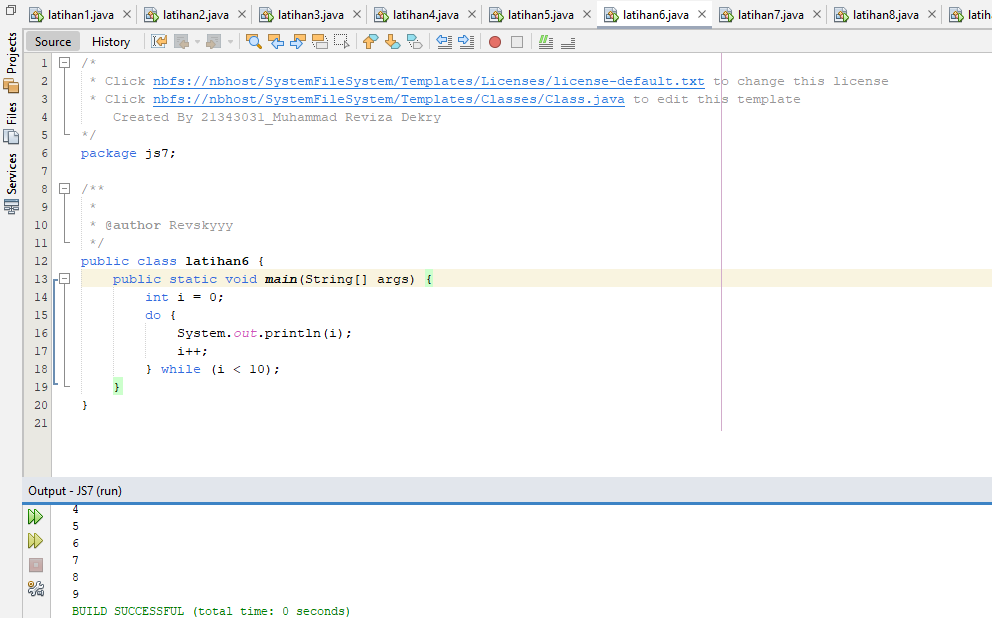 latihan1.java × latihan2.java × latihan3.java × latihan4.java × latihan5.java × latihan6.java × latihan7.java × latihan8.java × latih
Projects
Files
Services
Source History
1 /*
2 * Click nbfs://nbhost/SystemFileSystem/Templates/Licenses/license-default.txt to change this license
3 * Click nbfs://nbhost/SystemFileSystem/Templates/Classes/Class.java to edit this template
4 Created By 21343031_Muhammad Reviza Dekry
5 */
6 package js7;
7
8 /**
9 *
10 * @author Revskyyy
11 */
12 public class latihan6 {
13 public static void main(String[] args) {
14 int i = 0;
15 do {
16 System.out.println(i);
17 i++;
18 } while (i < 10);
19 }
20 }
21
Output - JS7 (run)
4
5
6
7
8
9
BUILD SUCCESSFUL (total time: 0 seconds)